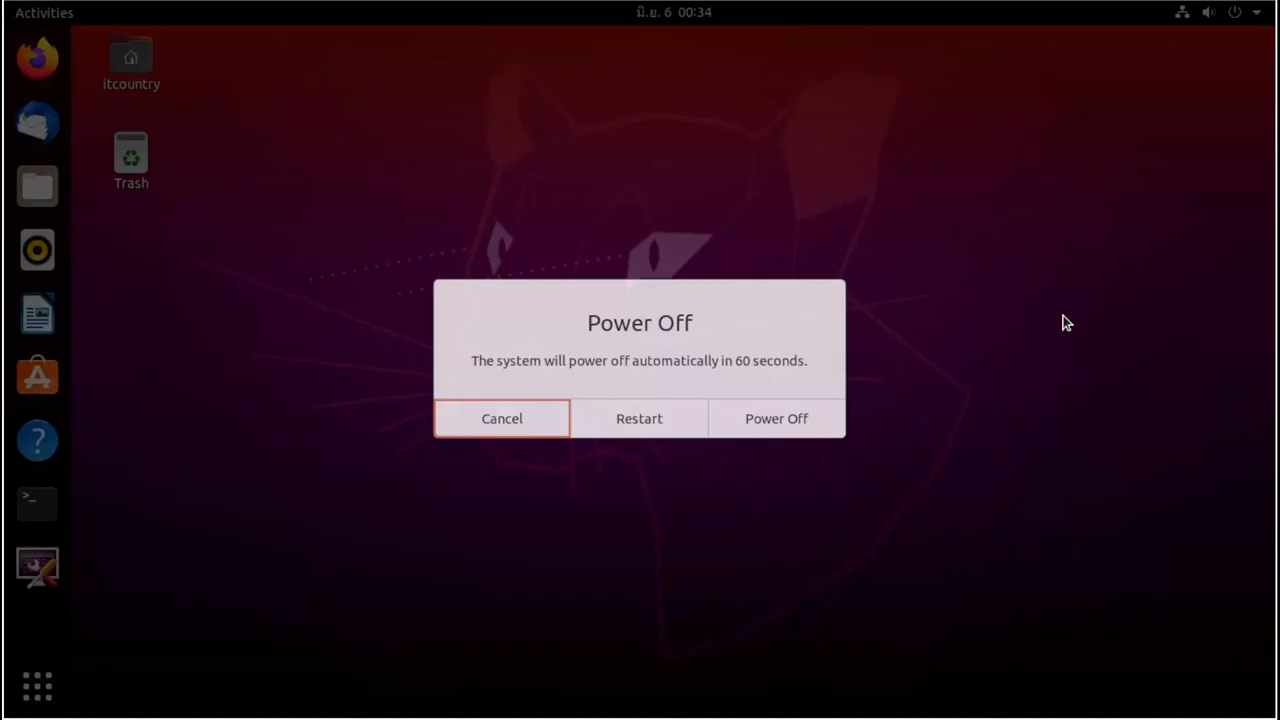 Activities
มิ.ย. 6 00:34
itcountry
Trash
Power Off
The system will power off automatically in 60 seconds.
Cancel
Restart
Power Off